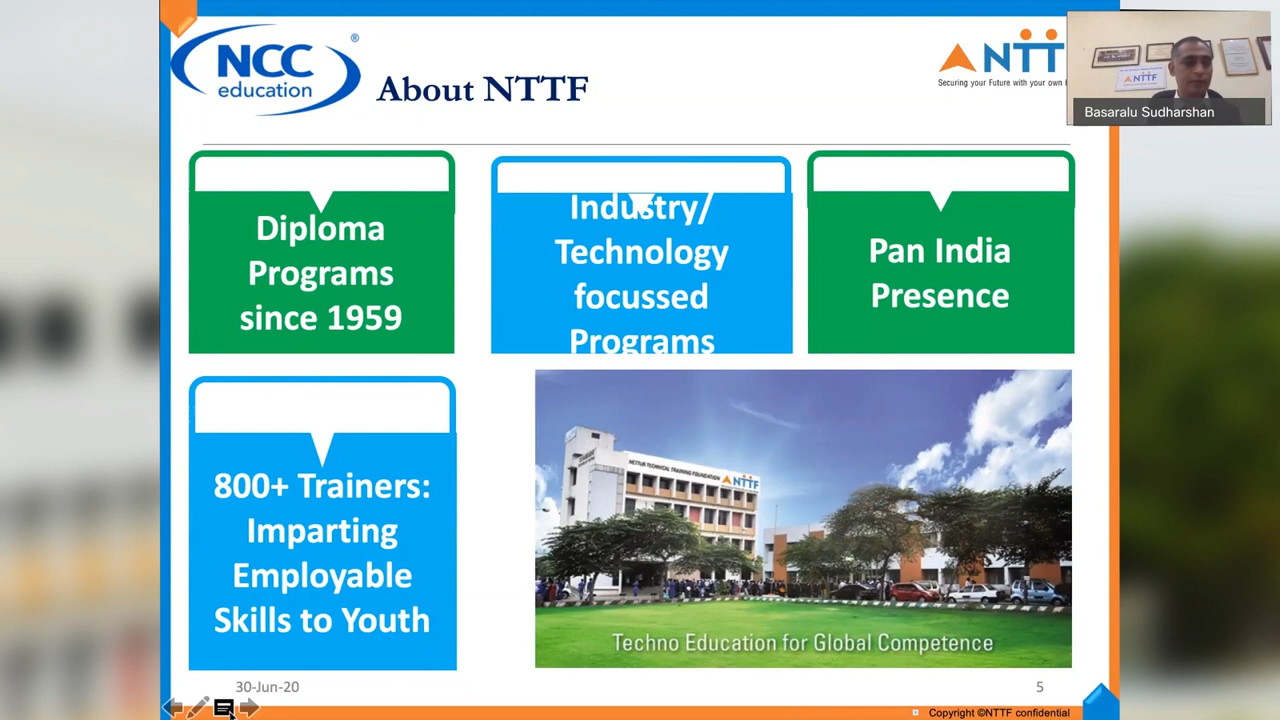 NCC
education
®
About NTTF
NTT
Securing your Future with your own
NTTF
Basaralu Sudharshan
Diploma
Programs
since 1959
Industry/
Technology
focussed
Programs
Pan India
Presence
800+ Trainers:
Imparting
Employable
Skills to Youth
NETTUR TECHNICAL TRAINING FOUNDATION
NTTF
Techno Education for Global Competence
30-Jun-20
5
Copyright ©NTTF confidential